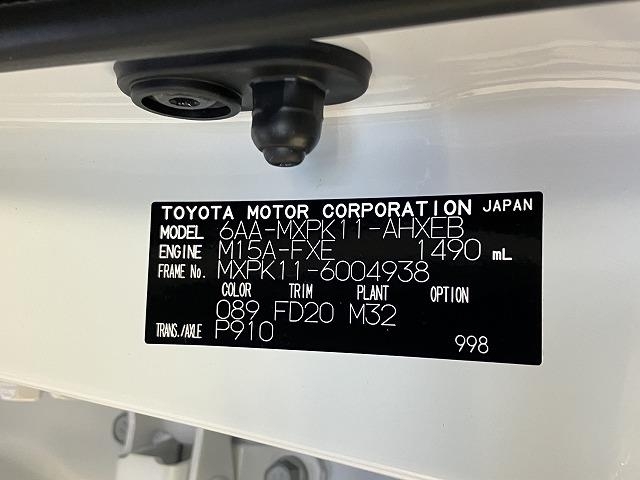 TOYOTA MOTOR CORPORATION JAPAN
MODEL 6AA-MXPK11-AHXEB
ENGINE M15A-FXE 1490 mL
FRAME No. MXPK11-6004938
COLOR TRIM PLANT OPTION
089 FD20 M32
TRANS./AXLE P910 998